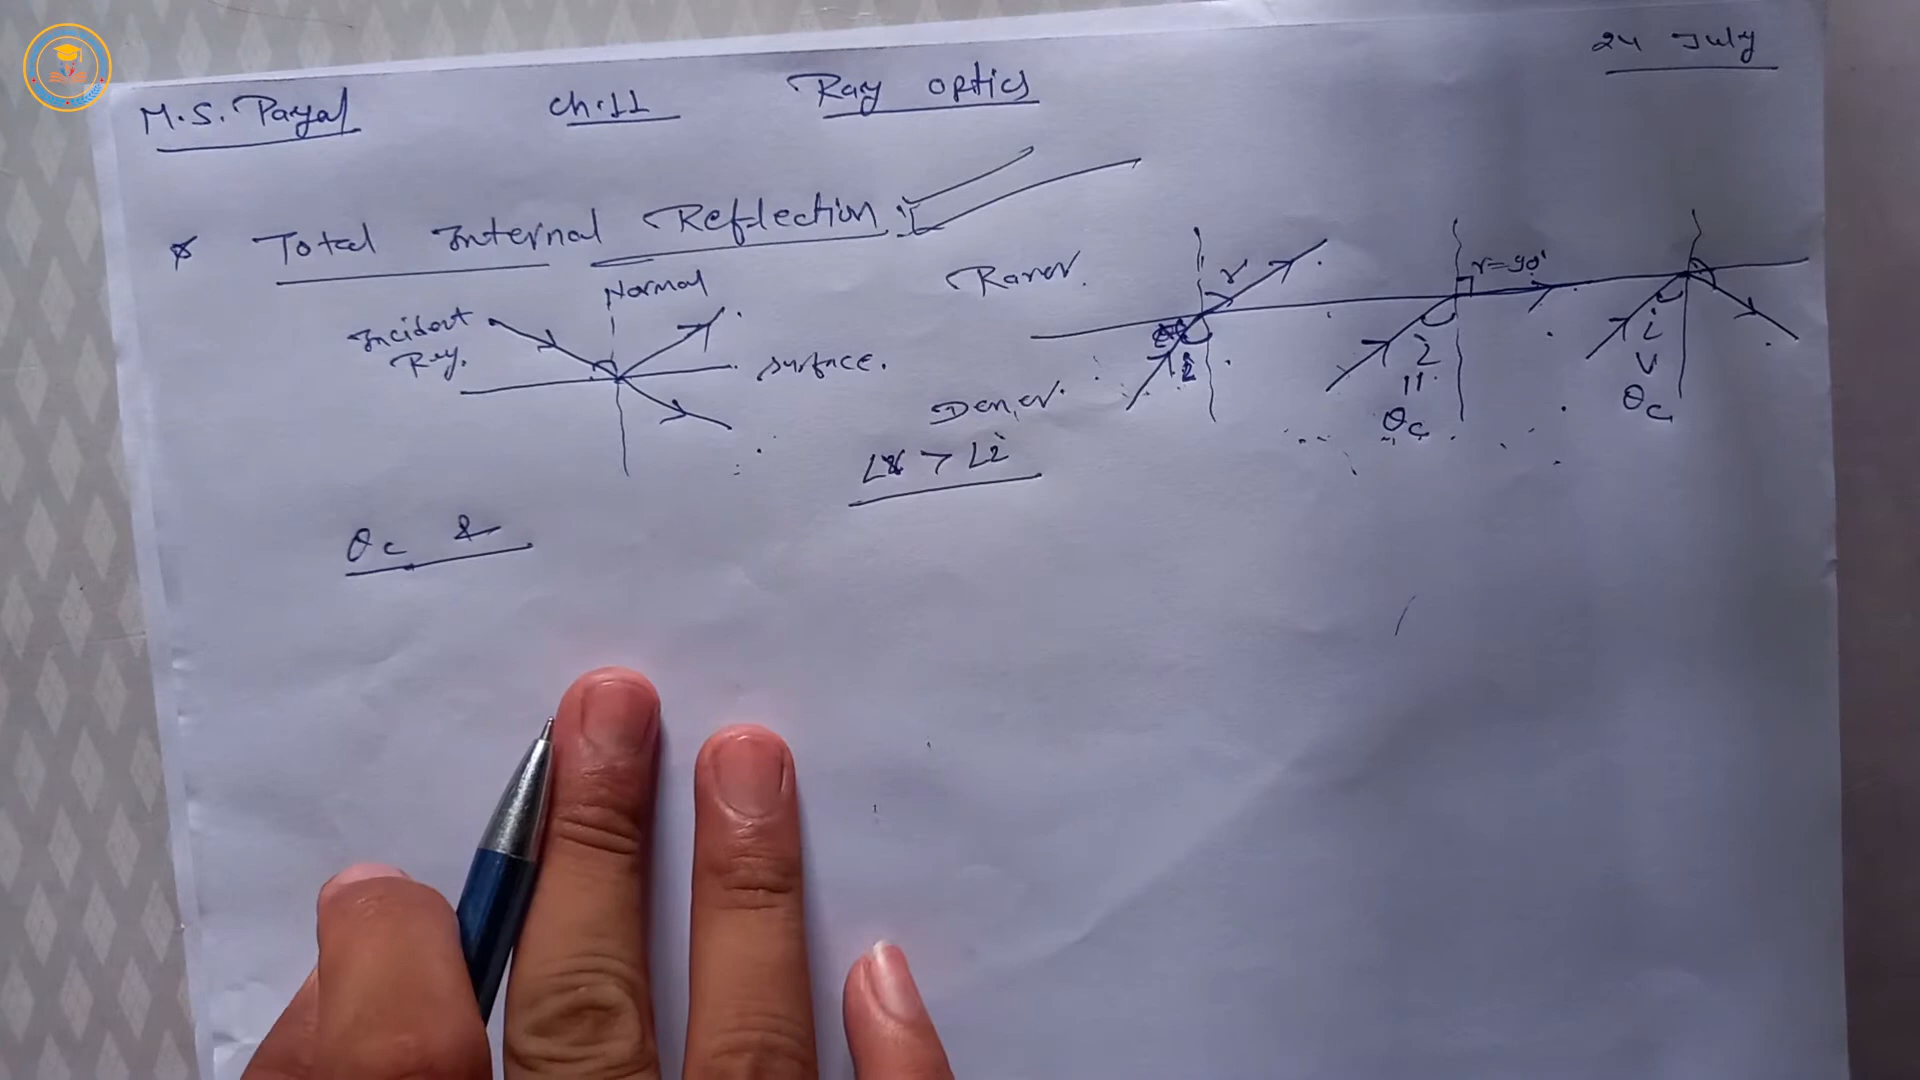 24 July
M.S. Payal Ch.11 Ray optics
* Total Internal Reflection :
Normal
Incident
Ray.
surface.
Rarer.
Denser.
r
i
r=90°
i
θc
i
θc
∠r > ∠i
θc &